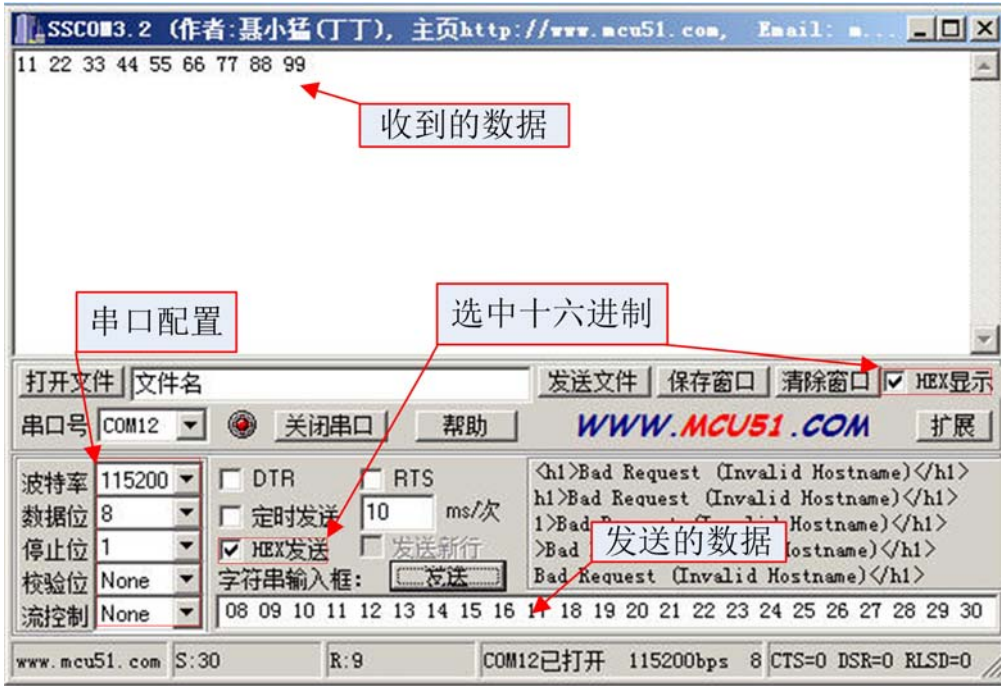 SSCOM3.2 (作者:聂小猛(丁丁), 主页http://www.mcu51.com, Email: m...
11 22 33 44 55 66 77 88 99
收到的数据
串口配置
选中十六进制
打开文件 文件名 发送文件 保存窗口 清除窗口 HEX显示
串口号 COM12 关闭串口 帮助 WWW.MCU51.COM 扩展
波特率 115200 DTR RTS
数据位 8 定时发送 10 ms/次
停止位 1 HEX发送 发送新行
校验位 None 字符串输入框: 发送
流控制 None 08 09 10 11 12 13 14 15 16 17 18 19 20 21 22 23 24 25 26 27 28 29 30
<h1>Bad Request (Invalid Hostname)</h1>
h1>Bad Request (Invalid Hostname)</h1>
1>Bad Request (Invalid Hostname)</h1>
>Bad ostname)</h1>
Bad Request (Invalid Hostname)</h1>
发送的数据
www.mcu51.com S:30 R:9 COM12已打开 115200bps 8 CTS=0 DSR=0 RLSD=0